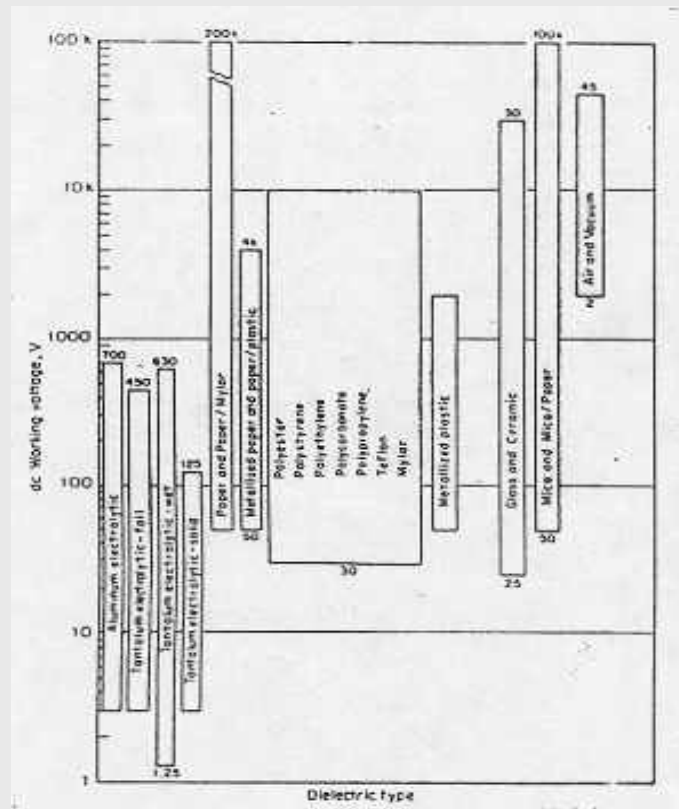 200k
100k
100 k
45
30
10 k
4k
Air and Vacuum
2
1000
700
630
450
dc Working voltage, V
Paper and Paper/Mylar
Metallized paper and paper/plastic
Polyester
Polystyrene
Polyethylene
Polycarbonate
Polypropylene,
Teflon
Mylar
Metallized plastic
Glass and Ceramic
Mica and Mica/Paper
125
100
Aluminum electrolytic
Tantalum electrolytic-foil
Tantalum electrolytic-wet
Tantalum electrolytic-solid
50
50
30
25
10
1.25
1
Dielectric type